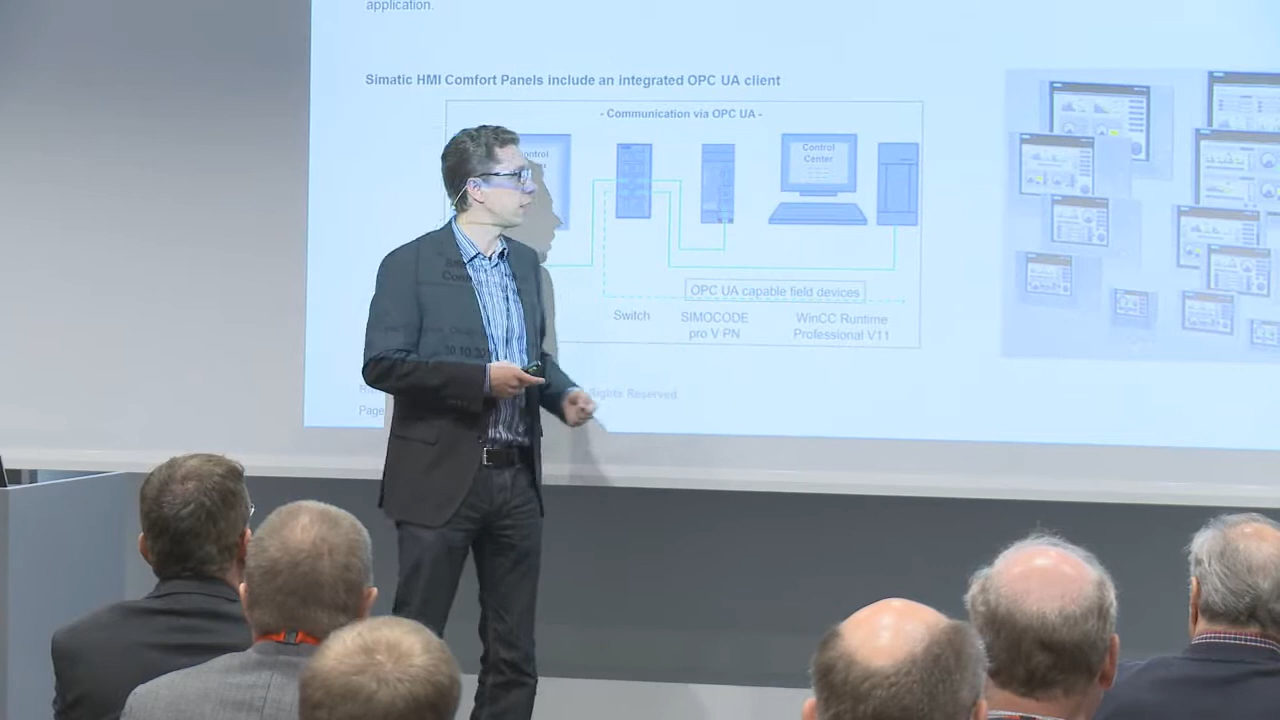 application.
Simatic HMI Comfort Panels include an integrated OPC UA client
- Communication via OPC UA -
Control
Center
OPC UA capable field devices
Switch
SIMOCODE
pro V PN
WinCC Runtime
Professional V11
Rights Reserved.
Page